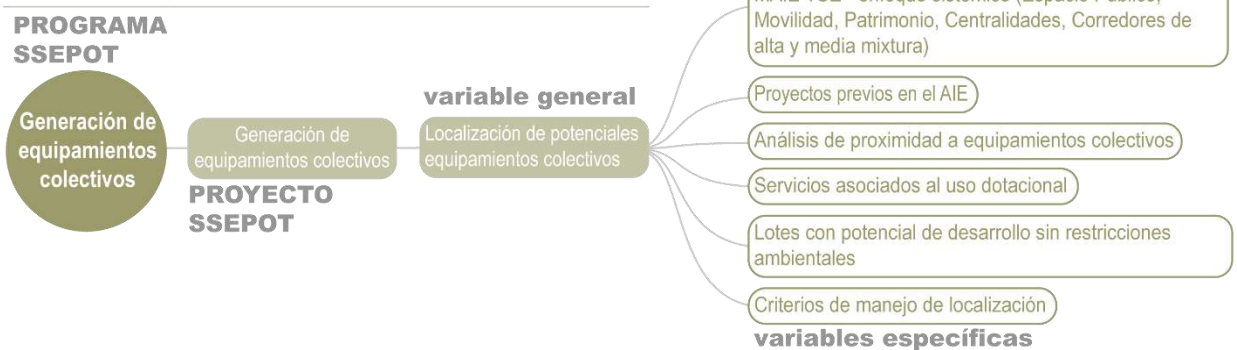 PROGRAMA
SSEPOT
Generación de
equipamientos
colectivos
Generación de
equipamientos colectivos
PROYECTO
SSEPOT
variable general
Localización de potenciales
equipamientos colectivos
Movilidad, Patrimonio, Centralidades, Corredores de
alta y media mixtura)
Proyectos previos en el AIE
Análisis de proximidad a equipamientos colectivos
Servicios asociados al uso dotacional
Lotes con potencial de desarrollo sin restricciones
ambientales
Criterios de manejo de localización
variables específicas